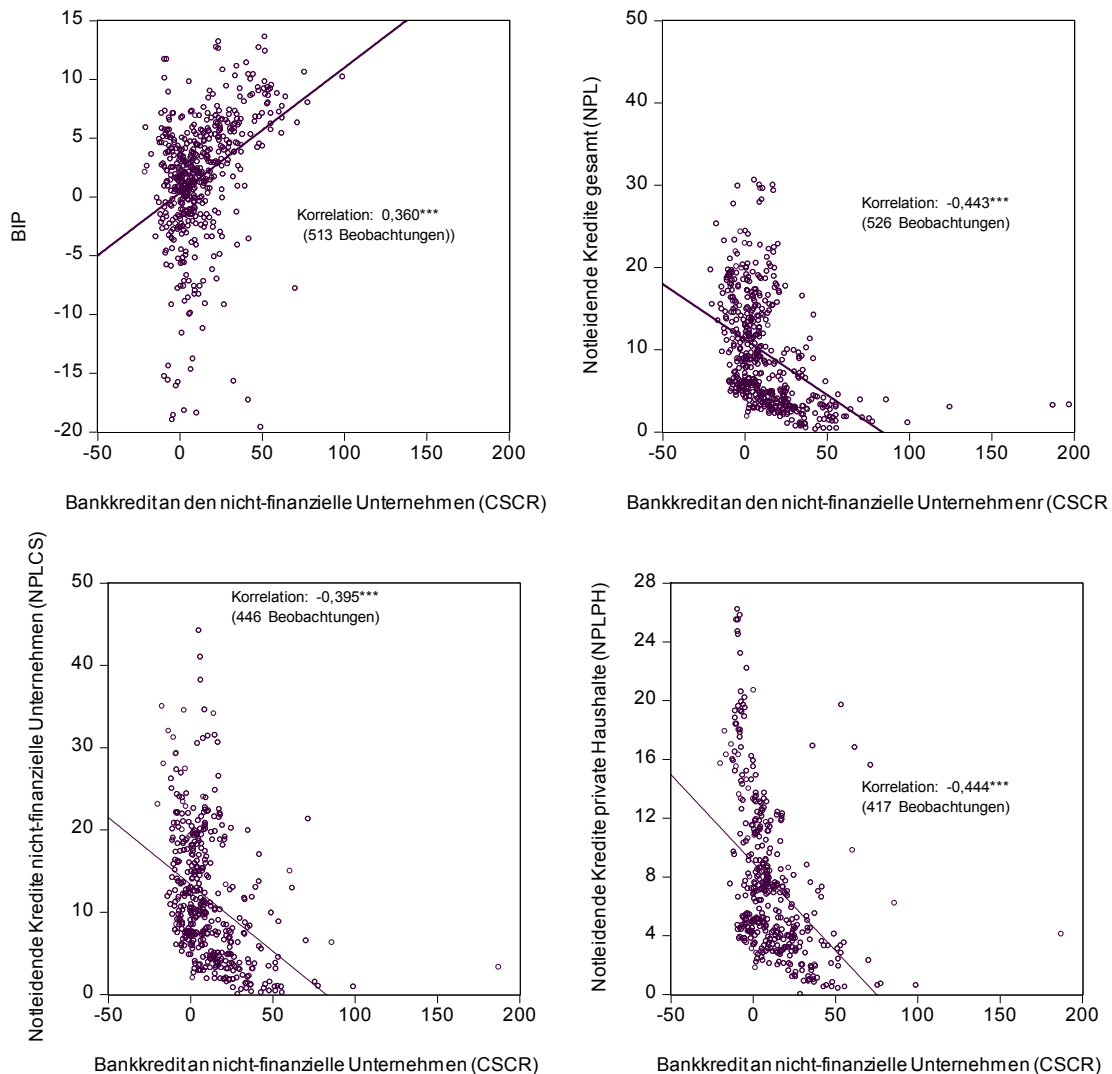 15
10
5
0
-5
-10
-15
-20
BIP
Korrelation: 0,360***
(513 Beobachtungen))
-50 0 50 100 150 200
Bankkredit an den nicht-finanzielle Unternehmen (CSCR)
50
40
30
20
10
0
Notleidende Kredite gesamt (NPL)
Korrelation: -0,443***
(526 Beobachtungen)
-50 0 50 100 150 200
Bankkredit an den nicht-finanzielle Unternehmenr (CSCR
50
40
30
20
10
0
Notleidende Kredite nicht-finanzielle Unternehmen (NPLCS)
Korrelation: -0,395***
(446 Beobachtungen)
-50 0 50 100 150 200
Bankkredit an nicht-finanzielle Unternehmen (CSCR)
28
24
20
16
12
8
4
0
Notleidende Kredite private Haushalte (NPLPH)
Korrelation: -0,444***
(417 Beobachtungen)
-50 0 50 100 150 200
Bankkredit an nicht-finanzielle Unternehmen (CSCR)